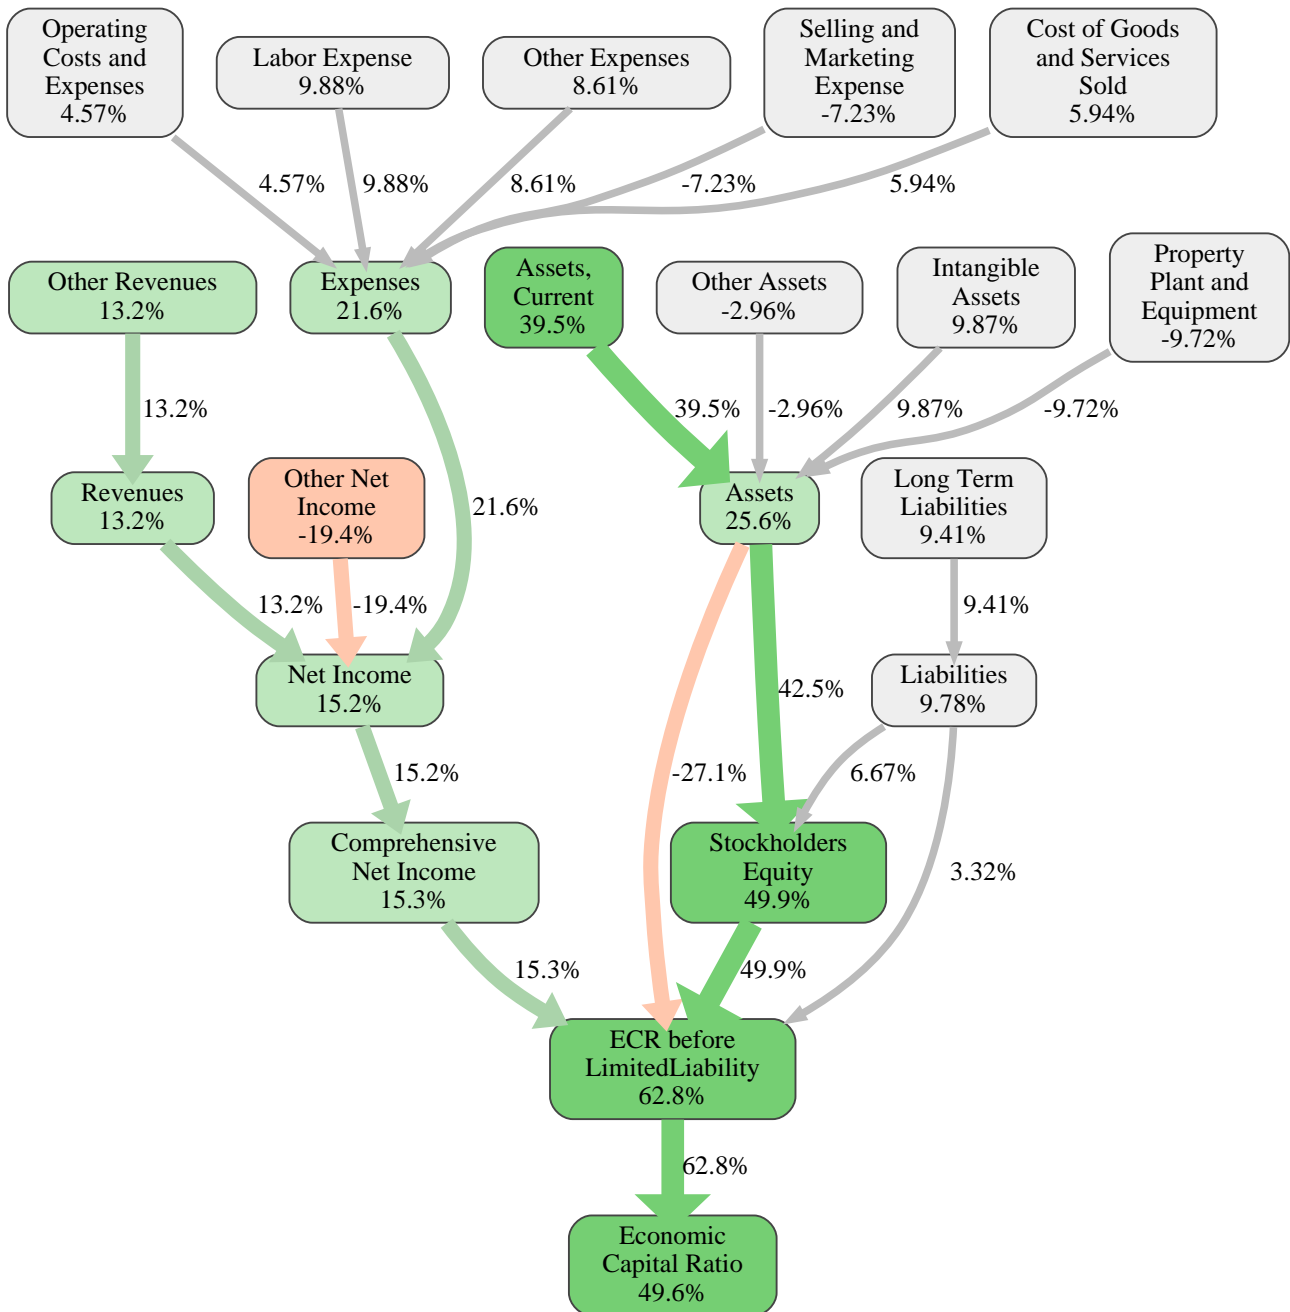 Operating
Costs and
Expenses
4.57%
Labor Expense
9.88%
Other Expenses
8.61%
Selling and
Marketing
Expense
-7.23%
Cost of Goods
and Services
Sold
5.94%
4.57%
9.88%
8.61%
-7.23%
5.94%
Other Revenues
13.2%
Expenses
21.6%
Assets,
Current
39.5%
Other Assets
-2.96%
Intangible
Assets
9.87%
Property
Plant and
Equipment
-9.72%
13.2%
39.5%
-2.96%
9.87%
-9.72%
Revenues
13.2%
Other Net
Income
-19.4%
21.6%
Assets
25.6%
Long Term
Liabilities
9.41%
13.2%
-19.4%
9.41%
Net Income
15.2%
42.5%
Liabilities
9.78%
15.2%
-27.1%
6.67%
Comprehensive
Net Income
15.3%
Stockholders
Equity
49.9%
3.32%
15.3%
49.9%
ECR before
LimitedLiability
62.8%
62.8%
Economic
Capital Ratio
49.6%